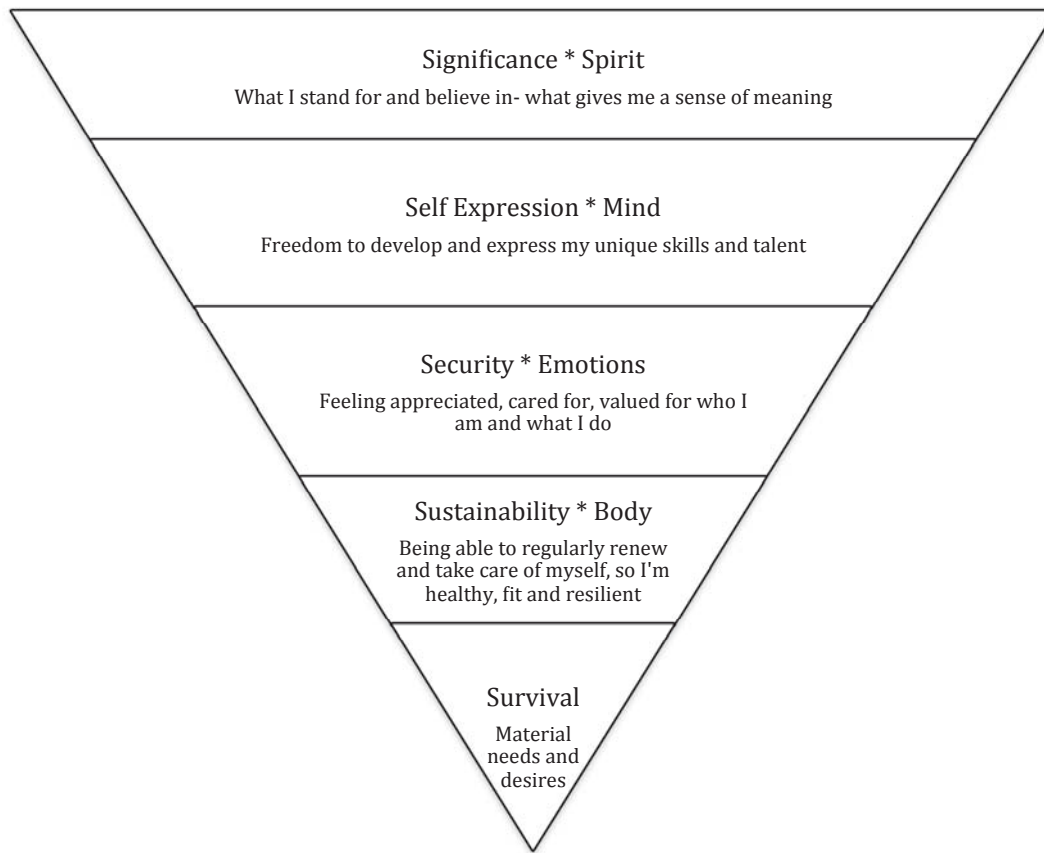 Significance * Spirit
What I stand for and believe in- what gives me a sense of meaning
Self Expression * Mind
Freedom to develop and express my unique skills and talent
Security * Emotions
Feeling appreciated, cared for, valued for who I
am and what I do
Sustainability * Body
Being able to regularly renew
and take care of myself, so I'm
healthy, fit and resilient
Survival
Material
needs and
desires